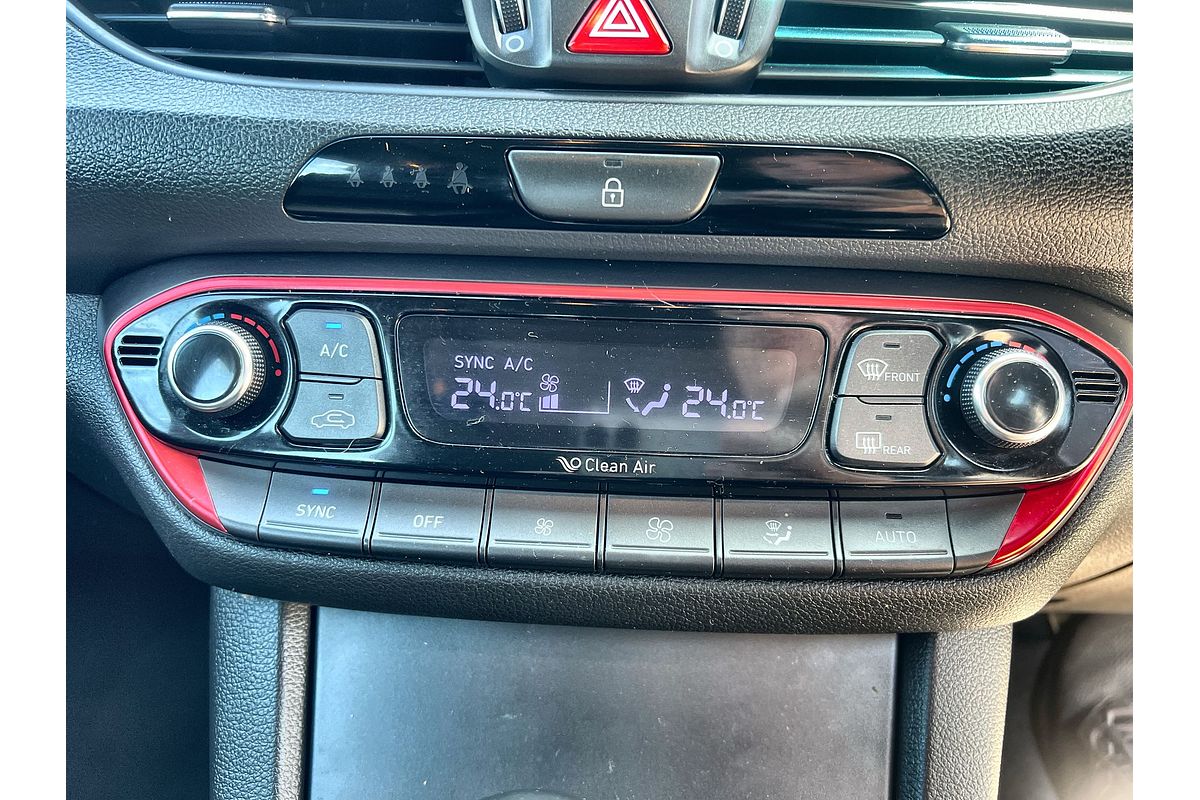 SYNC A/C
24.0°C 24.0°C
A/C
FRONT
REAR
Clean Air
SYNC
OFF
AUTO